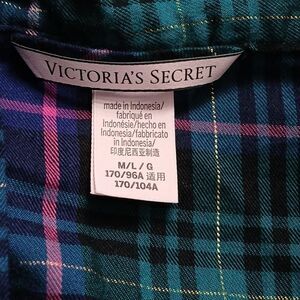 VICTORIA'S SECRET
made in Indonesia/
fabriqué en
Indonésie/hecho en
Indonesia/fabbricato
in Indonesia/
印度尼西亚制造
M/L / G
170/96A 适用
170/104A